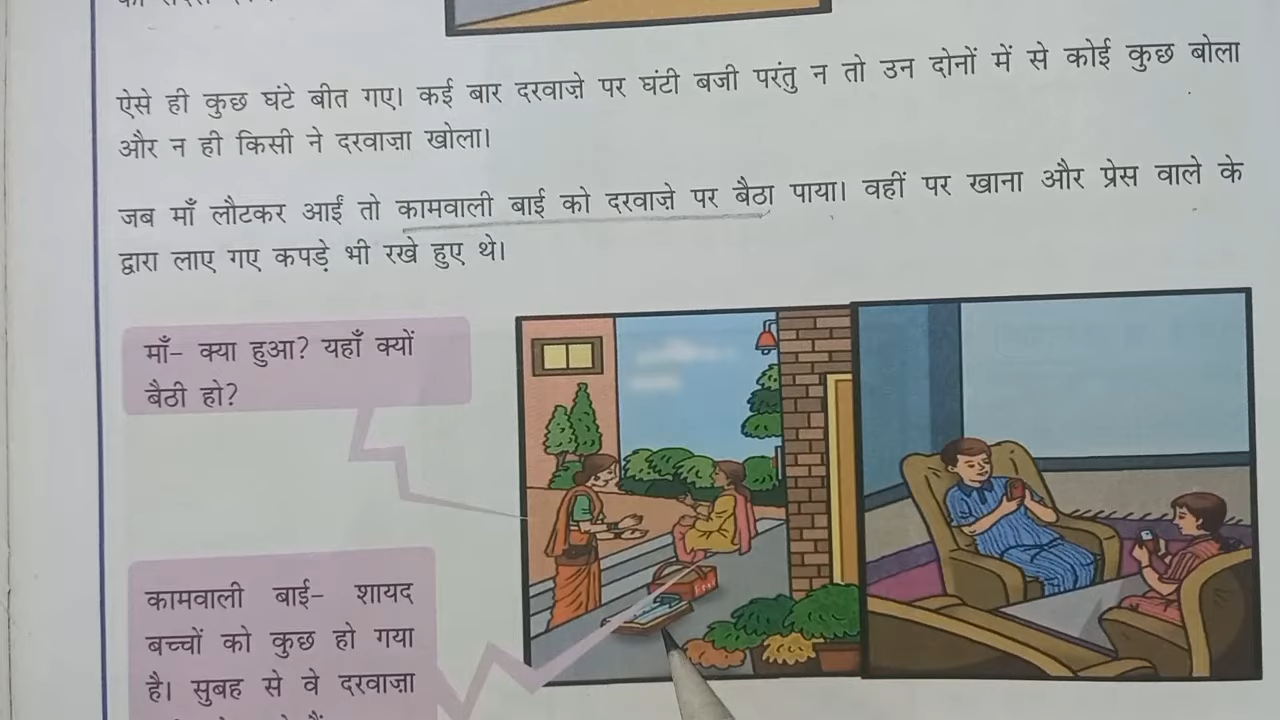 ऐसे ही कुछ घंटे बीत गए। कई बार दरवाज़े पर घंटी बजी परंतु न तो उन दोनों में से कोई कुछ बोला
और न ही किसी ने दरवाज़ा खोला।
जब माँ लौटकर आईं तो कामवाली बाई को दरवाजे पर बैठा पाया। वहीं पर खाना और प्रेस वाले के
द्वारा लाए गए कपड़े भी रखे हुए थे।
माँ– क्या हुआ? यहाँ क्यों
बैठी हो?
कामवाली बाई– शायद
बच्चों को कुछ हो गया
है। सुबह से वे दरवाज़ा